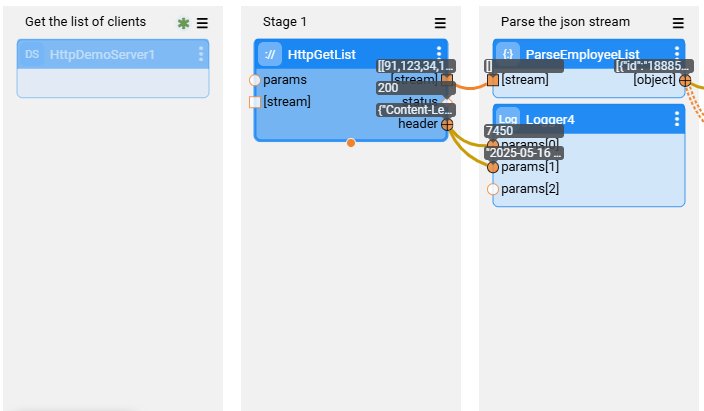 Get the list of clients
DS HttpDemoServer1
Stage 1
:// HttpGetList
[[91,123,34,1...
params
[stream]
200
[stream]
status
{"Content-Le...
header
Parse the json stream
{:} ParseEmployeeList
[]
[{"id":"18885...
[stream]
[object]
Log Logger4
7450
params[0]
"2025-05-16 ...
params[1]
params[2]